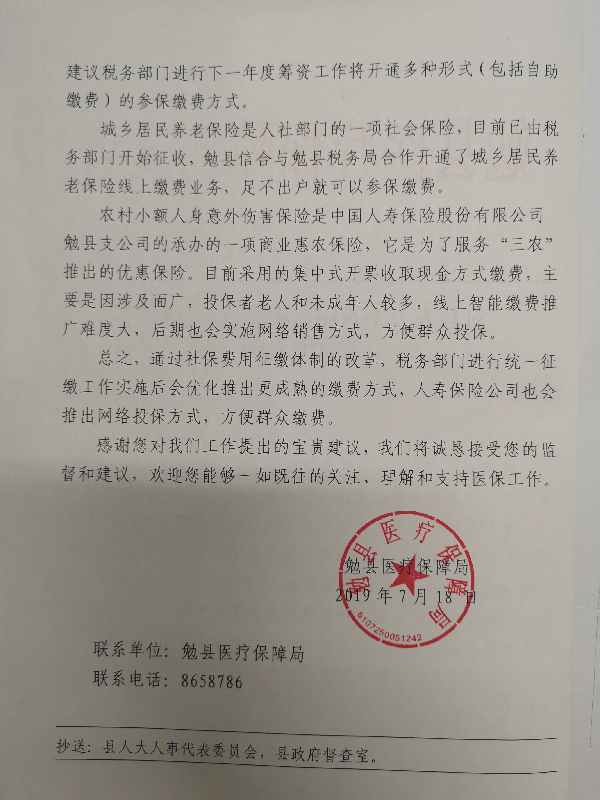 建议税务部门进行下一年度筹资工作将开通多种形式（包括自助
缴费）的参保缴费方式。
城乡居民养老保险是人社部门的一项社会保险，目前已由税
务部门开始征收，勉县信合与勉县税务局合作开通了城乡居民养
老保险线上缴费业务，足不出户就可以参保缴费。
农村小额人身意外伤害保险是中国人寿保险股份有限公司
勉县支公司的承办的一项商业惠农保险，它是为了服务“三农”
推出的优惠保险。目前采用的集中式开票收取现金方式缴费，主
要是因涉及面广，投保者老人和未成年人较多，线上智能缴费推
广难度大，后期也会实施网络销售方式，方便群众投保。
总之，通过社保费用征缴体制的改革，税务部门进行统一征
缴工作实施后会优化推出更成熟的缴费方式，人寿保险公司也会
推出网络投保方式，方便群众缴费。
感谢您对我们工作提出的宝贵建议，我们将诚恳接受您的监
督和建议，欢迎您能够一如既往的关注、理解和支持医保工作。
勉县医疗保障局
勉县医疗保障局
2019年7月18日
6107250051242
联系单位：勉县医疗保障局
联系电话：8658786
抄送：县人大人事代表委员会，县政府督查室。